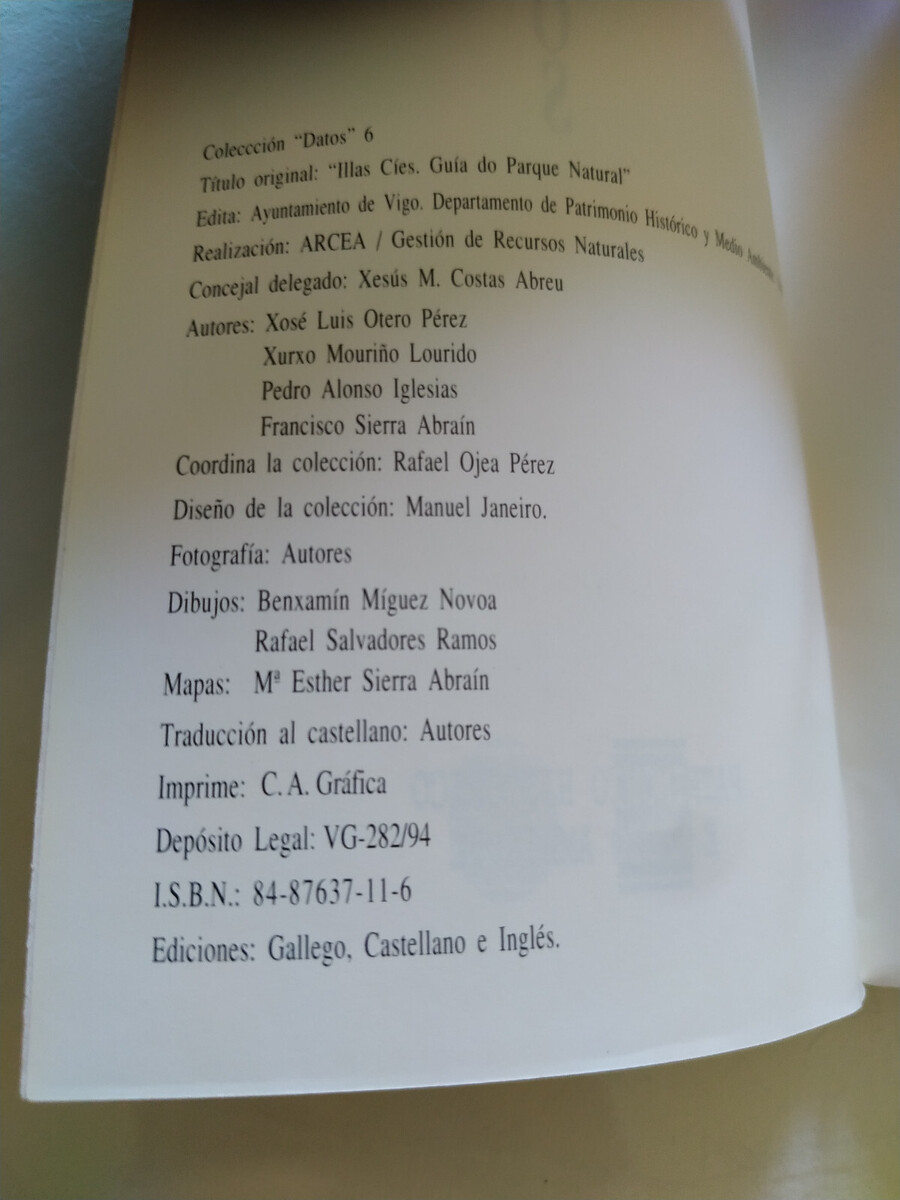 Coleccción "Datos" 6
Título original: "Illas Cíes. Guía do Parque Natural"
Edita: Ayuntamiento de Vigo. Departamento de Patrimonio Histórico y Medio Ambiente
Realización: ARCEA / Gestión de Recursos Naturales
Concejal delegado: Xesús M. Costas Abreu
Autores: Xosé Luis Otero Pérez
Xurxo Mouriño Lourido
Pedro Alonso Iglesias
Francisco Sierra Abraín
Coordina la colección: Rafael Ojea Pérez
Diseño de la colección: Manuel Janeiro.
Fotografía: Autores
Dibujos: Benxamín Míguez Novoa
Rafael Salvadores Ramos
Mapas: Mª Esther Sierra Abraín
Traducción al castellano: Autores
Imprime: C.A. Gráfica
Depósito Legal: VG-282/94
I.S.B.N.: 84-87637-11-6
Ediciones: Gallego, Castellano e Inglés.